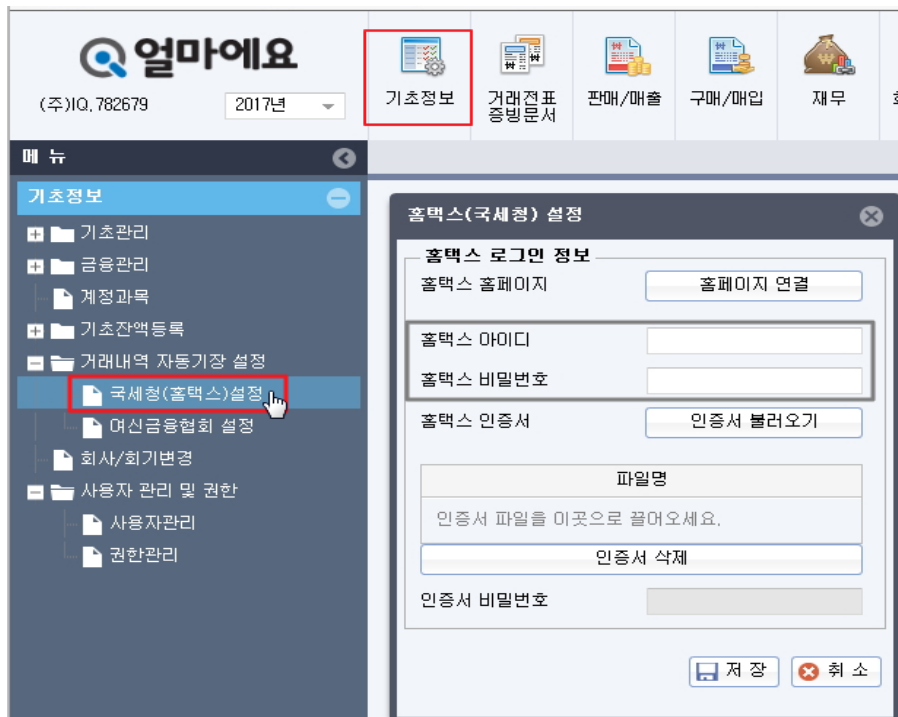 얼마에요
(주)IQ, 782679
2017년
기초정보
거래전표
증빙문서
판매/매출
구매/매입
재무
메 뉴
기초정보
기초관리
금융관리
계정과목
기초잔액등록
거래내역 자동기장 설정
국세청(홈택스)설정
여신금융협회 설정
회사/회기변경
사용자 관리 및 권한
사용자관리
권한관리
홈택스(국세청) 설정
홈택스 로그인 정보
홈택스 홈페이지
홈페이지 연결
홈택스 아이디
홈택스 비밀번호
홈택스 인증서
인증서 불러오기
파일명
인증서 파일을 이곳으로 끌어오세요.
인증서 삭제
인증서 비밀번호
저 장
취 소